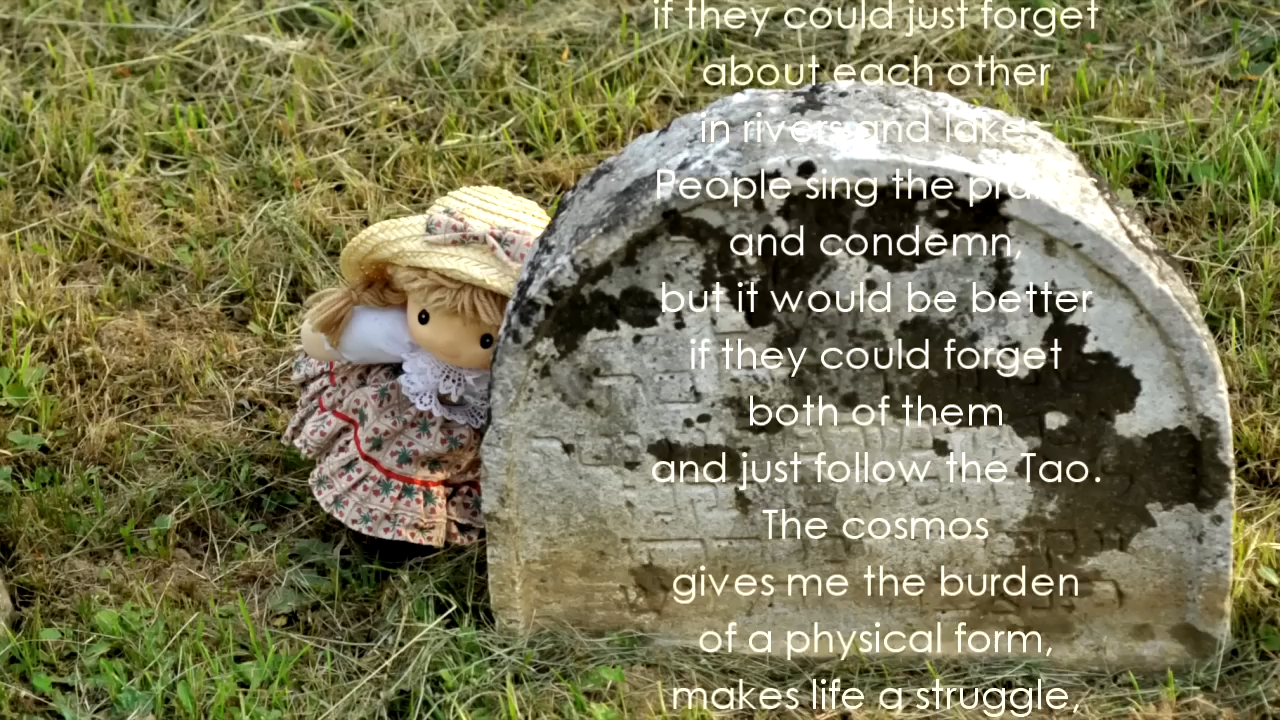 if they could just forget
about each other
in rivers and lakes
People sing the
and condemn,
but it would be better
if they could forget
both of them
and just follow the Tao.
The cosmos
gives me the burden
of a physical form,
makes life a struggle,